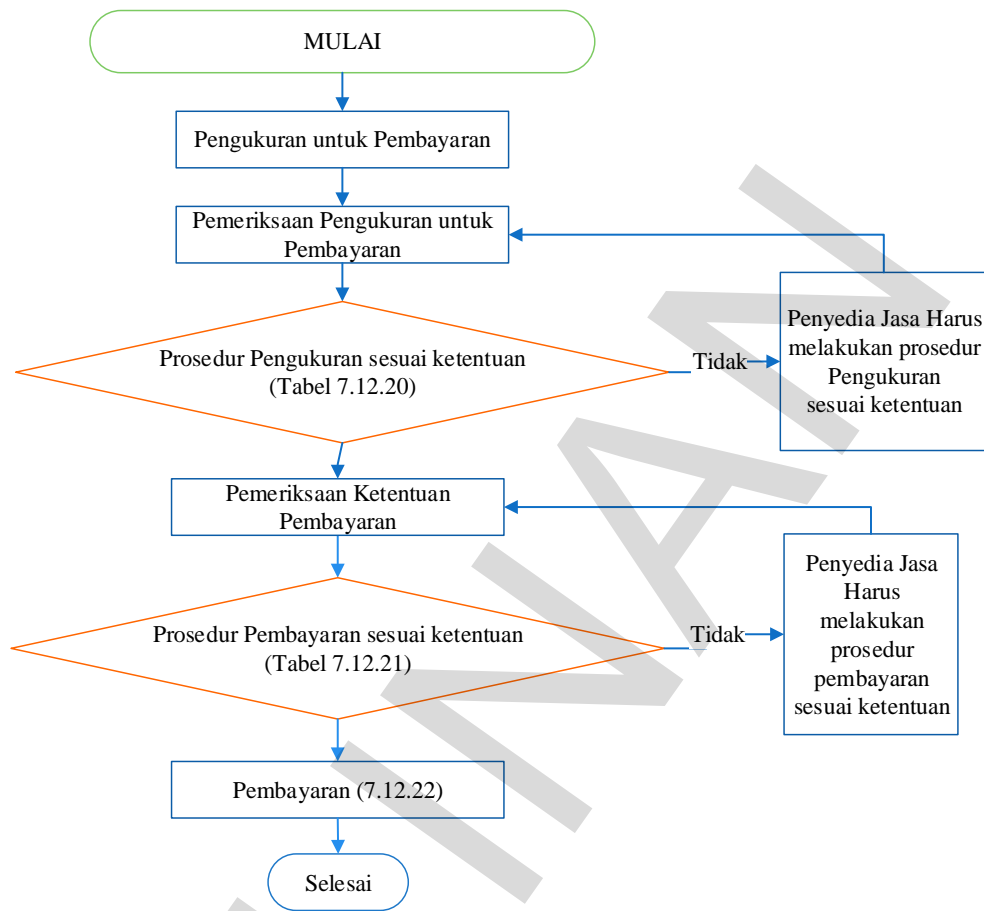 MULAI
Pengukuran untuk Pembayaran
Pemeriksaan Pengukuran untuk
Pembayaran
Prosedur Pengukuran sesuai ketentuan
(Tabel 7.12.20)
Tidak
Penyedia Jasa Harus
melakukan prosedur
Pengukuran
sesuai ketentuan
Pemeriksaan Ketentuan
Pembayaran
Prosedur Pembayaran sesuai ketentuan
(Tabel 7.12.21)
Tidak
Penyedia Jasa
Harus
melakukan
prosedur
pembayaran
sesuai ketentuan
Pembayaran (7.12.22)
Selesai
INAN